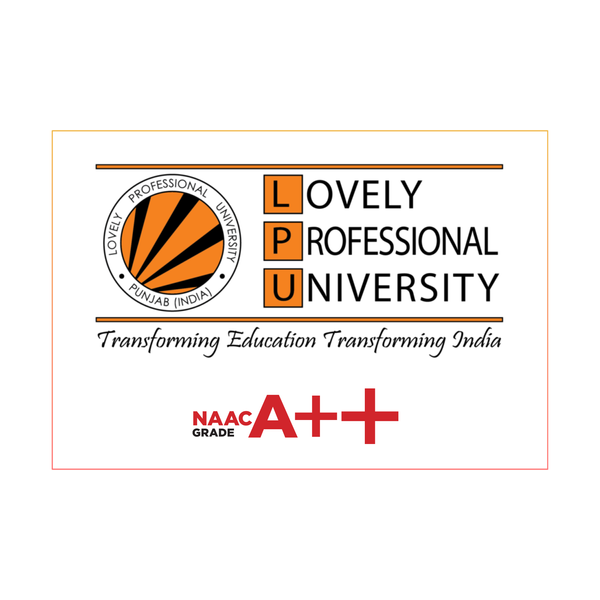 LOVELY PROFESSIONAL UNIVERSITY
• PUNJAB (INDIA) •
LOVELY
PROFESSIONAL
UNIVERSITY
Transforming Education Transforming India
NAAC GRADE A++